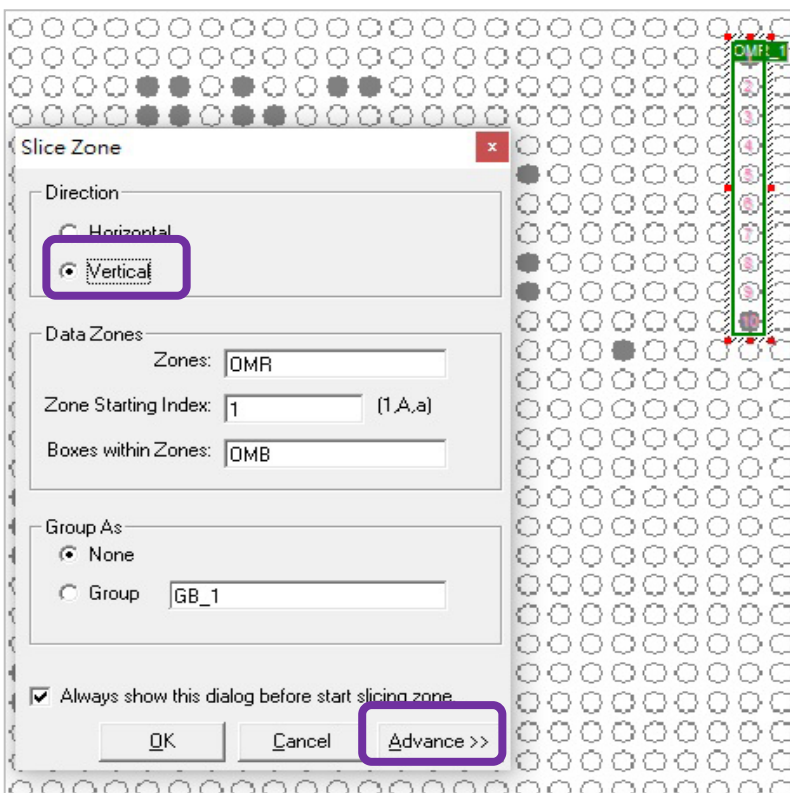 Slice Zone
x
Direction
Horizontal
Vertical
Data Zones
Zones: OMR
Zone Starting Index: 1 (1,A,a)
Boxes within Zones: OMB
Group As
None
Group GB_1
Always show this dialog before start slicing zone.
OK Cancel Advance >>
OMR_1
1
2
3
4
5
6
7
8
9
10